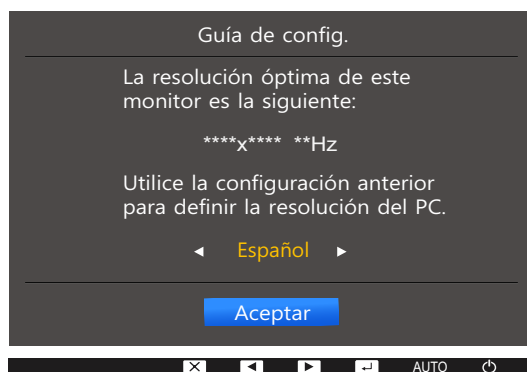 Guía de config.
La resolución óptima de este
monitor es la siguiente:
****x**** **Hz
Utilice la configuración anterior
para definir la resolución del PC.
Español
Aceptar
AUTO